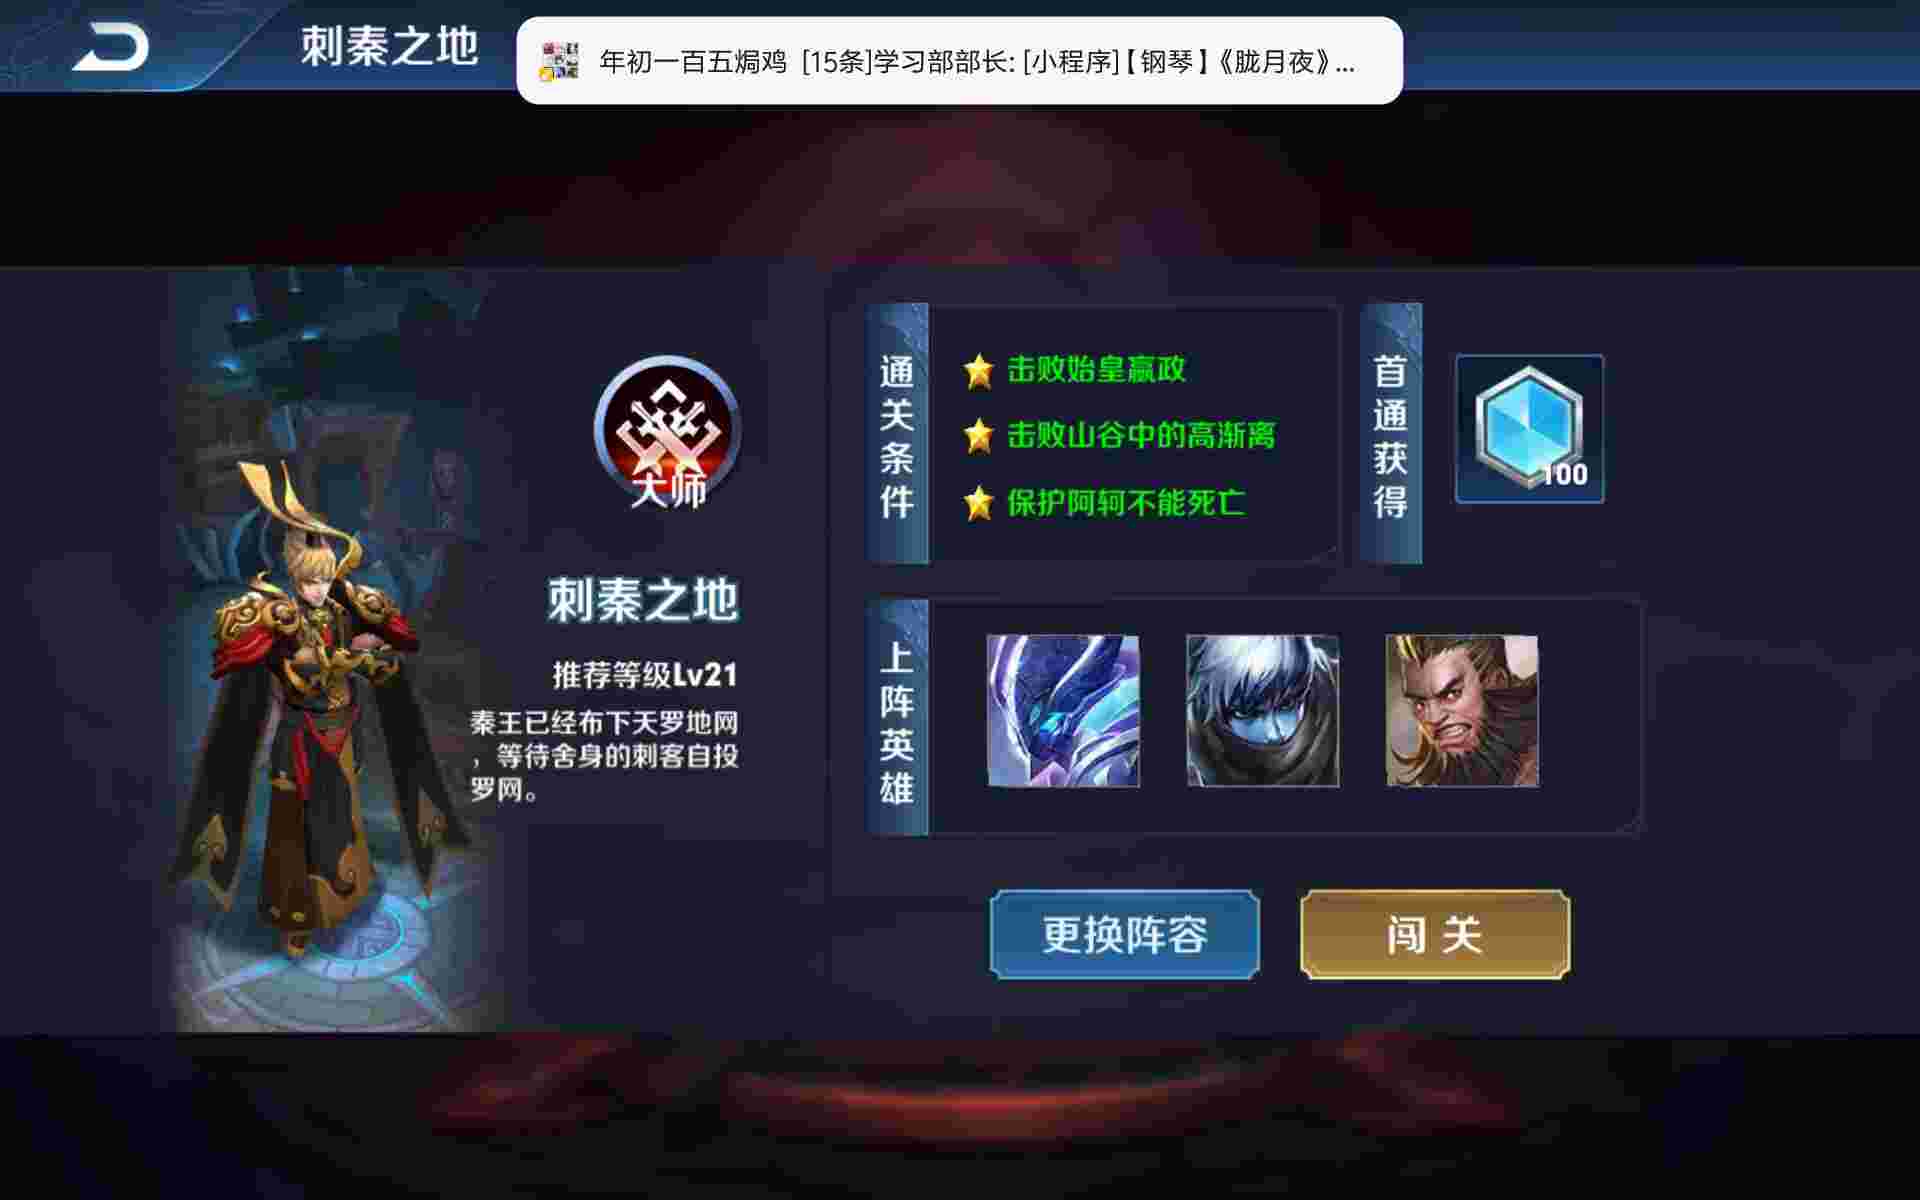 刺秦之地
年初一百五焗鸡 [15条]学习部部长: [小程序]【钢琴】《胧月夜》...
大师
刺秦之地
推荐等级Lv21
秦王已经布下天罗地网
，等待舍身的刺客自投
罗网。
通关条件
击败始皇嬴政
击败山谷中的高渐离
保护阿轲不能死亡
首通获得
100
上阵英雄
更换阵容
闯关